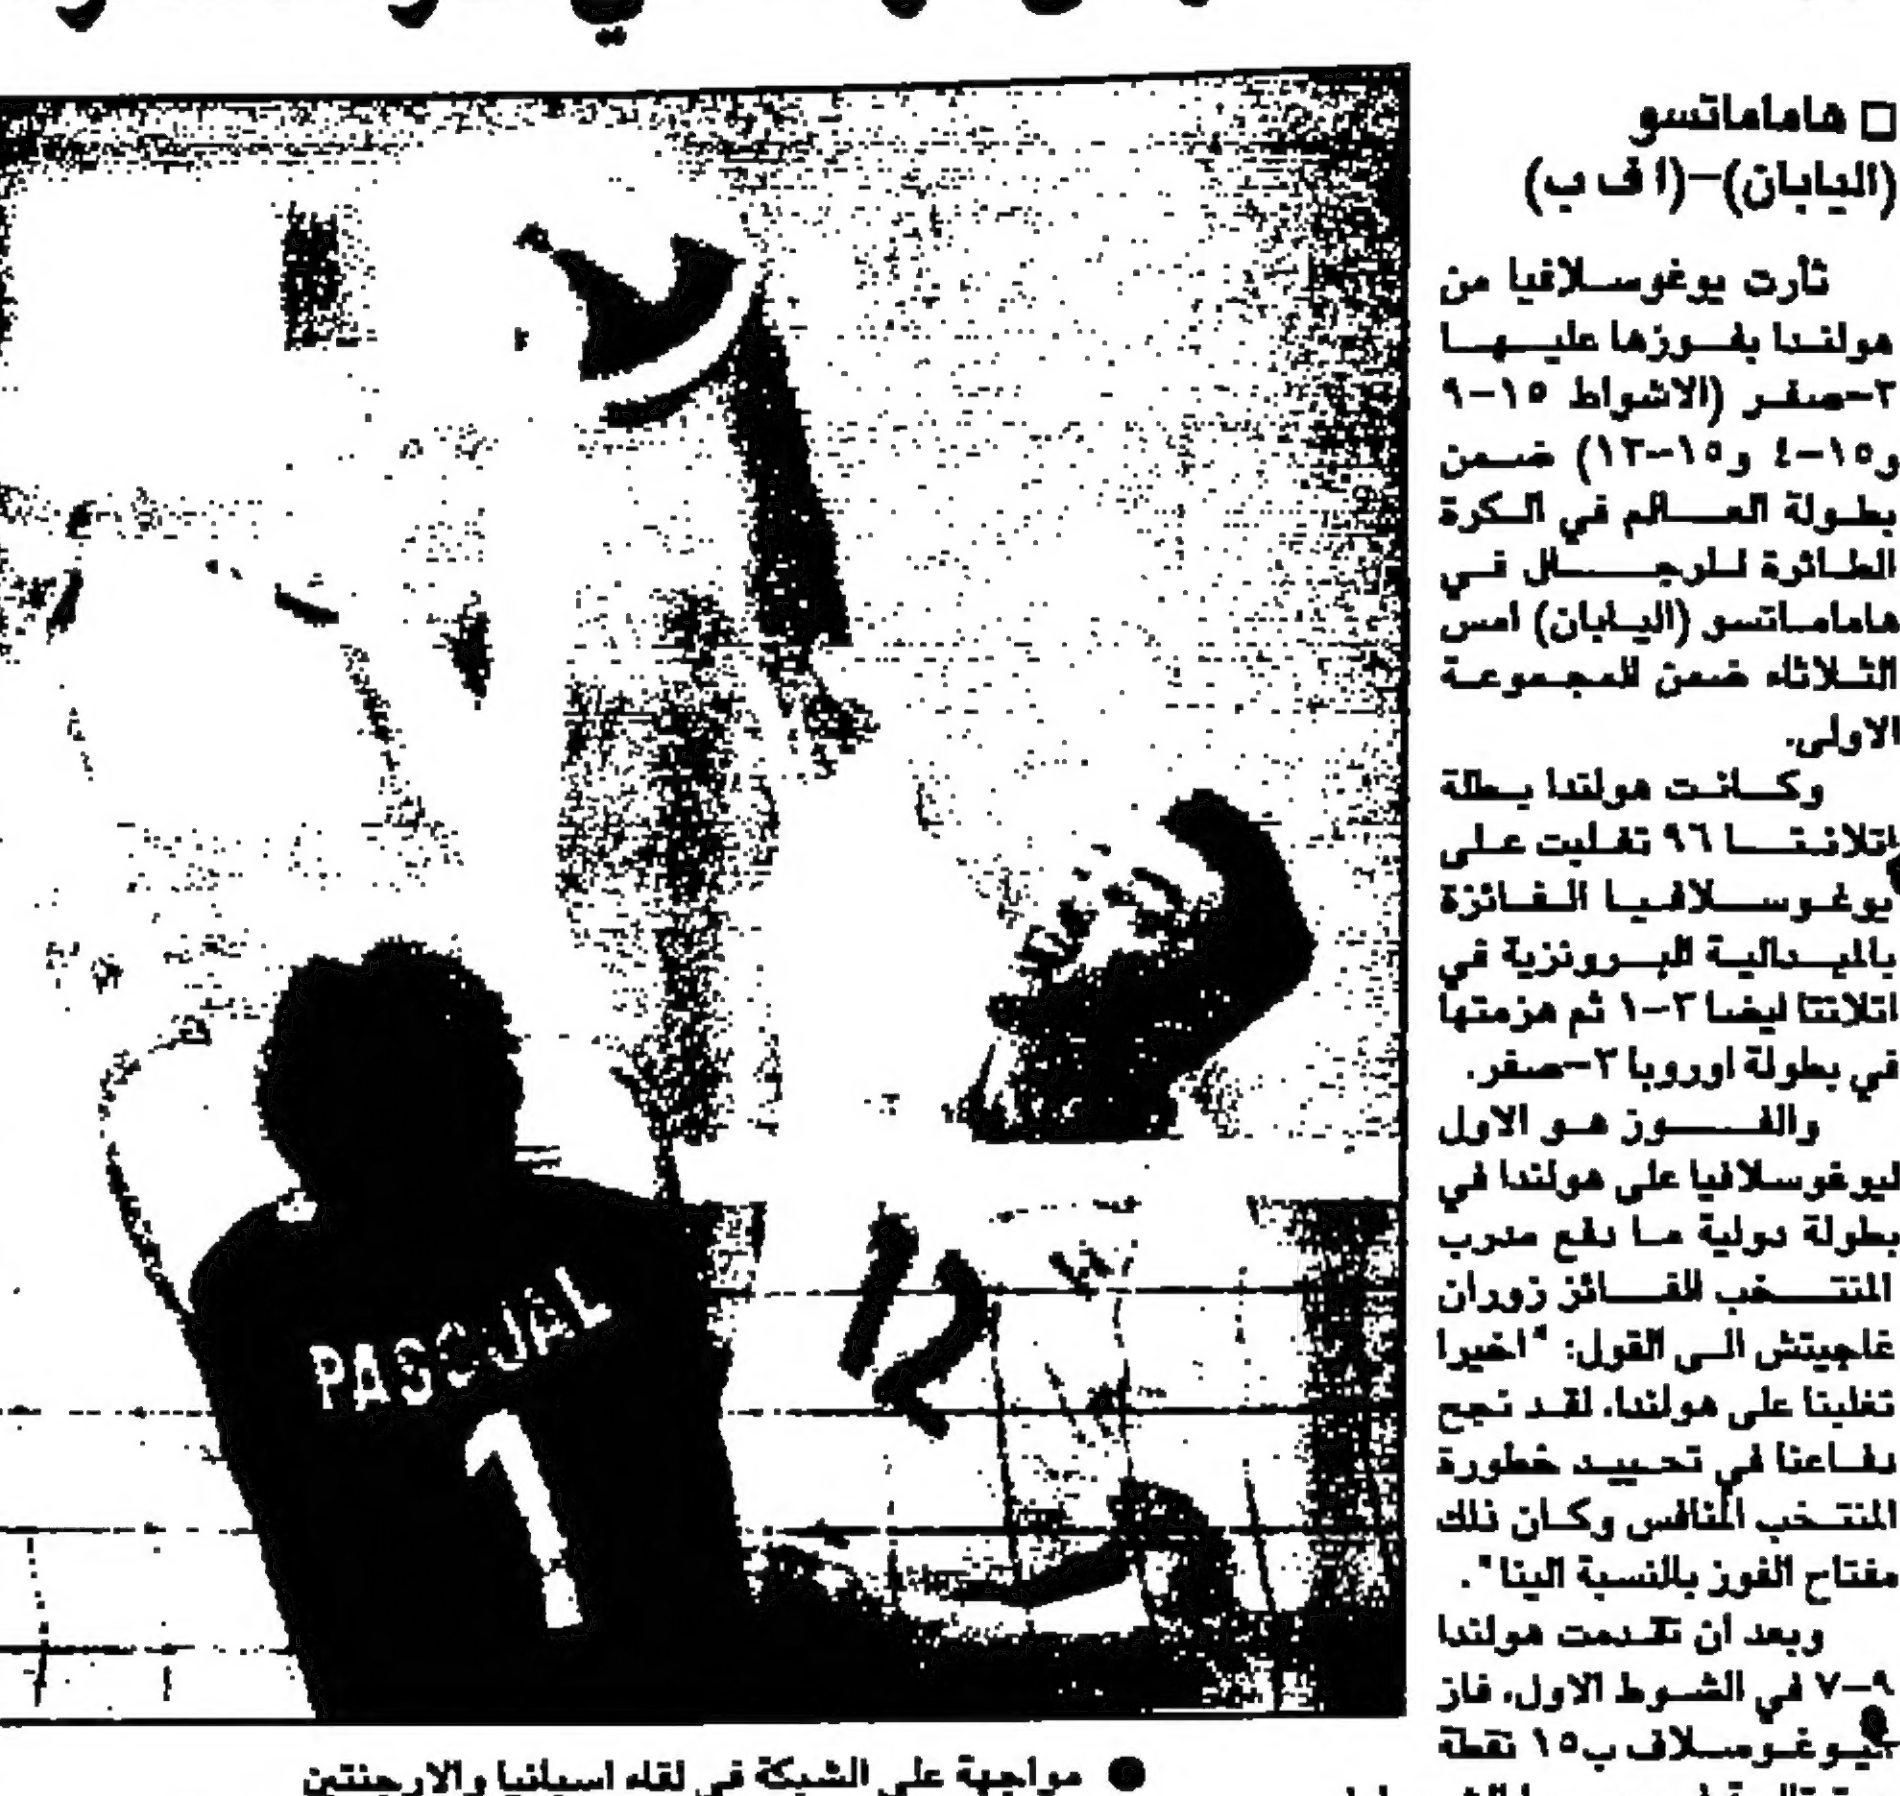 □ هاماماتسو
(اليابان)–(ا ف ب)
ثأرت يوغوسلافيا من
هولندا بفوزها عليها
٣–صفر (الاشواط ١٥–٩
و١٥–٤ و١٥–١٣) ضمن
بطولة العالم في الكرة
الطائرة للرجال في
هاماماتسو (اليابان) امس
الثلاثاء ضمن المجموعة
الاولى.
وكانت هولندا بطلة
اتلانتا ٩٦ تغلبت على
يوغوسلافيا الفائزة
بالميدالية البرونزية في
اتلانتا ايضا ٣–١ ثم هزمتها
في بطولة اوروبا ٣–صفر.
والفوز هو الاول
ليوغوسلافيا على هولندا في
بطولة دولية ما دفع مدرب
المنتخب الفائز زوران
غاجيتش الى القول: "اخيرا
تغلبنا على هولندا. لقد نجح
دفاعنا في تحييد خطورة
المنتخب المنافس وكان ذلك
مفتاح الفوز بالنسبة الينا".
وبعد ان تقدمت هولندا
٨–٧ في الشوط الاول، فاز
اليوغوسلاف ب١٥ نقطة
PASCUAL
1
12
● مواجهة على الشبكة في لقاء اسبانيا والارجنتين